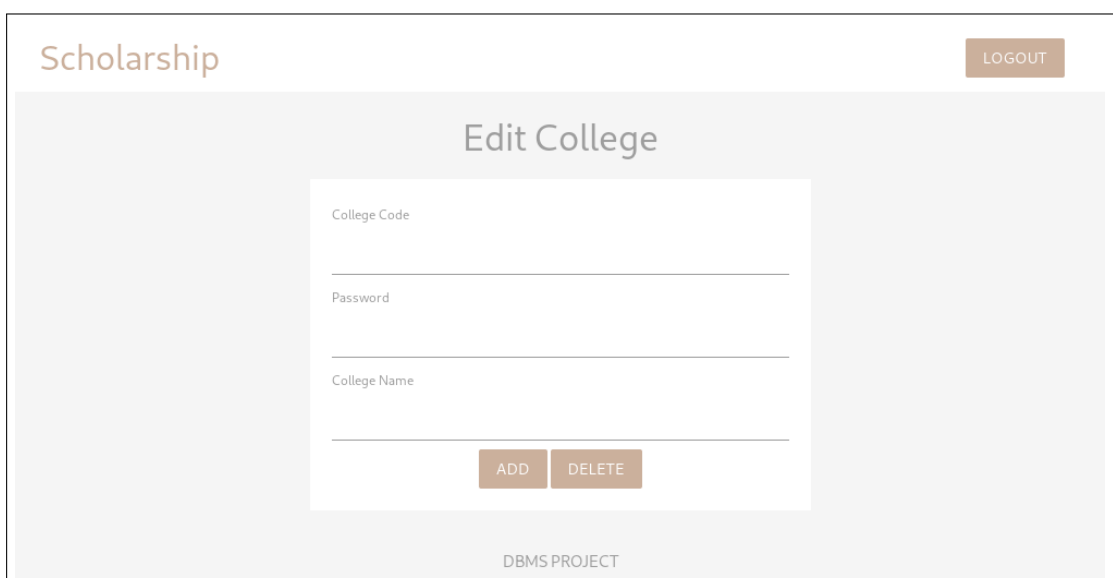 Scholarship
LOGOUT
Edit College
College Code
Password
College Name
ADD DELETE
DBMS PROJECT